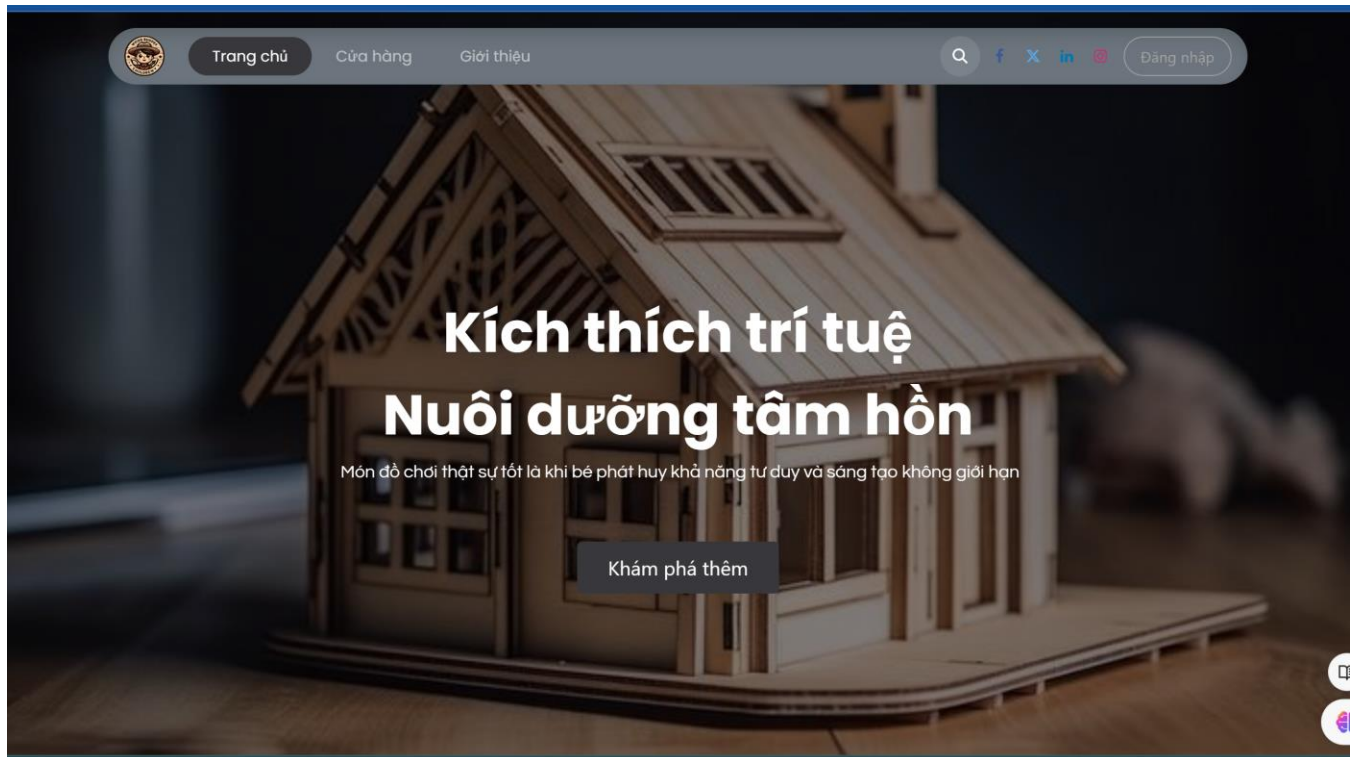 Trang chủ
Cửa hàng
Giới thiệu
Đăng nhập
Kích thích trí tuệ
Nuôi dưỡng tâm hồn
Món đồ chơi thật sự tốt là khi bé phát huy khả năng tư duy và sáng tạo không giới hạn
Khám phá thêm